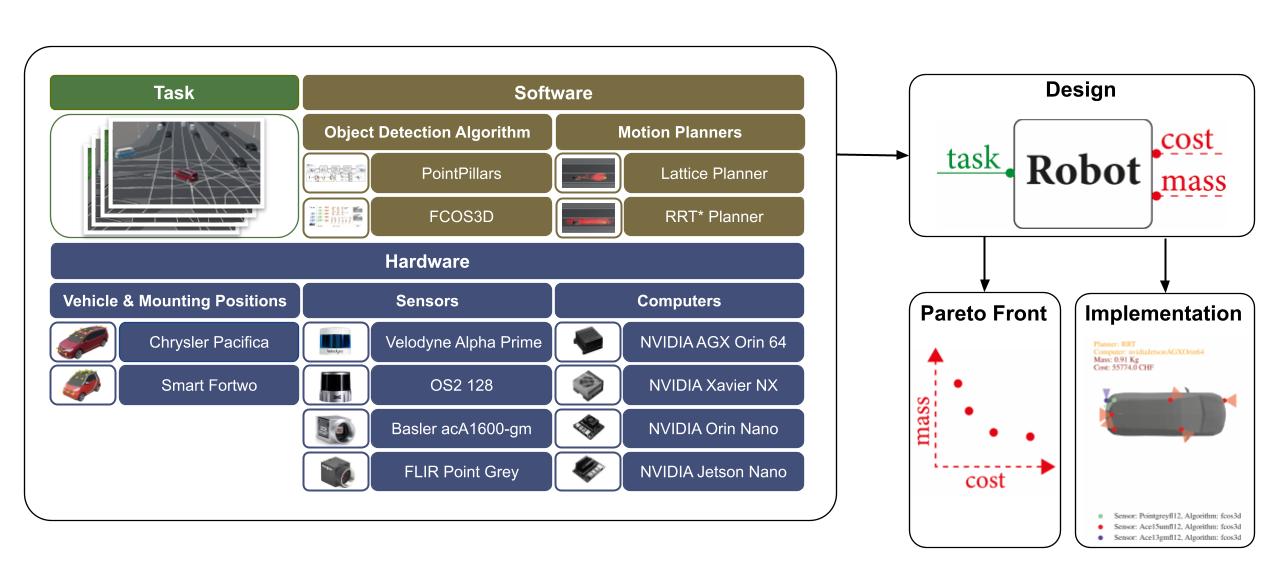 Task
Software
Object Detection Algorithm
Motion Planners
PointPillars
Lattice Planner
FCOS3D
RRT* Planner
Hardware
Vehicle & Mounting Positions
Sensors
Computers
Chrysler Pacifica
Velodyne Alpha Prime
NVIDIA AGX Orin 64
Smart Fortwo
OS2 128
NVIDIA Xavier NX
Basler acA1600-gm
NVIDIA Orin Nano
FLIR Point Grey
NVIDIA Jetson Nano
Design
task
Robot
cost
mass
Pareto Front
mass
cost
Implementation
Planner: RRT
Computer: nvidiaJetsonAGXOrin64
Mass: 0.91 Kg
Cost: 55774.0 CHF
Sensor: Pointgreyfl12, Algorithm: fcos3d
Sensor: Ace15umfl12, Algorithm: fcos3d
Sensor: Ace13gmfl12, Algorithm: fcos3d